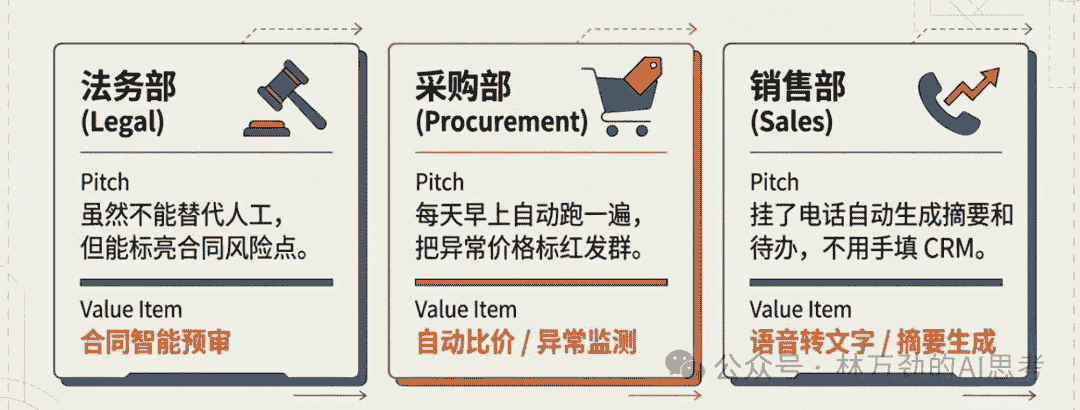 法务部
(Legal)
Pitch
虽然不能替代人工，
但能标亮合同风险点。
Value Item
合同智能预审
采购部
(Procurement)
Pitch
每天早上自动跑一遍，
把异常价格标红发群。
Value Item
自动比价 / 异常监测
销售部
(Sales)
Pitch
挂了电话自动生成摘要和
待办，不用手填 CRM。
Value Item
语音转文字 / 摘要生成
公众号 · 林万劲的AI思考